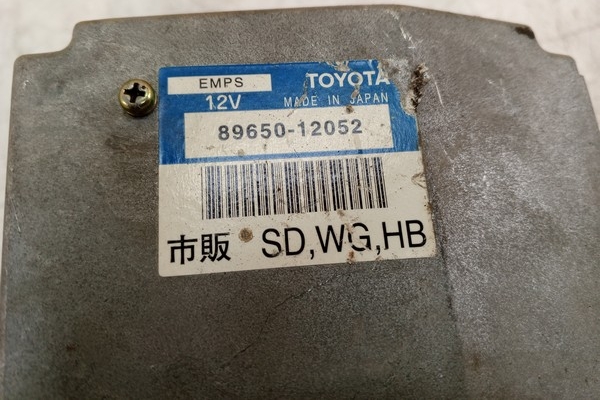 EMPS TOYOTA
12V MADE IN JAPAN
89650-12052
市販 SD,WG,HB